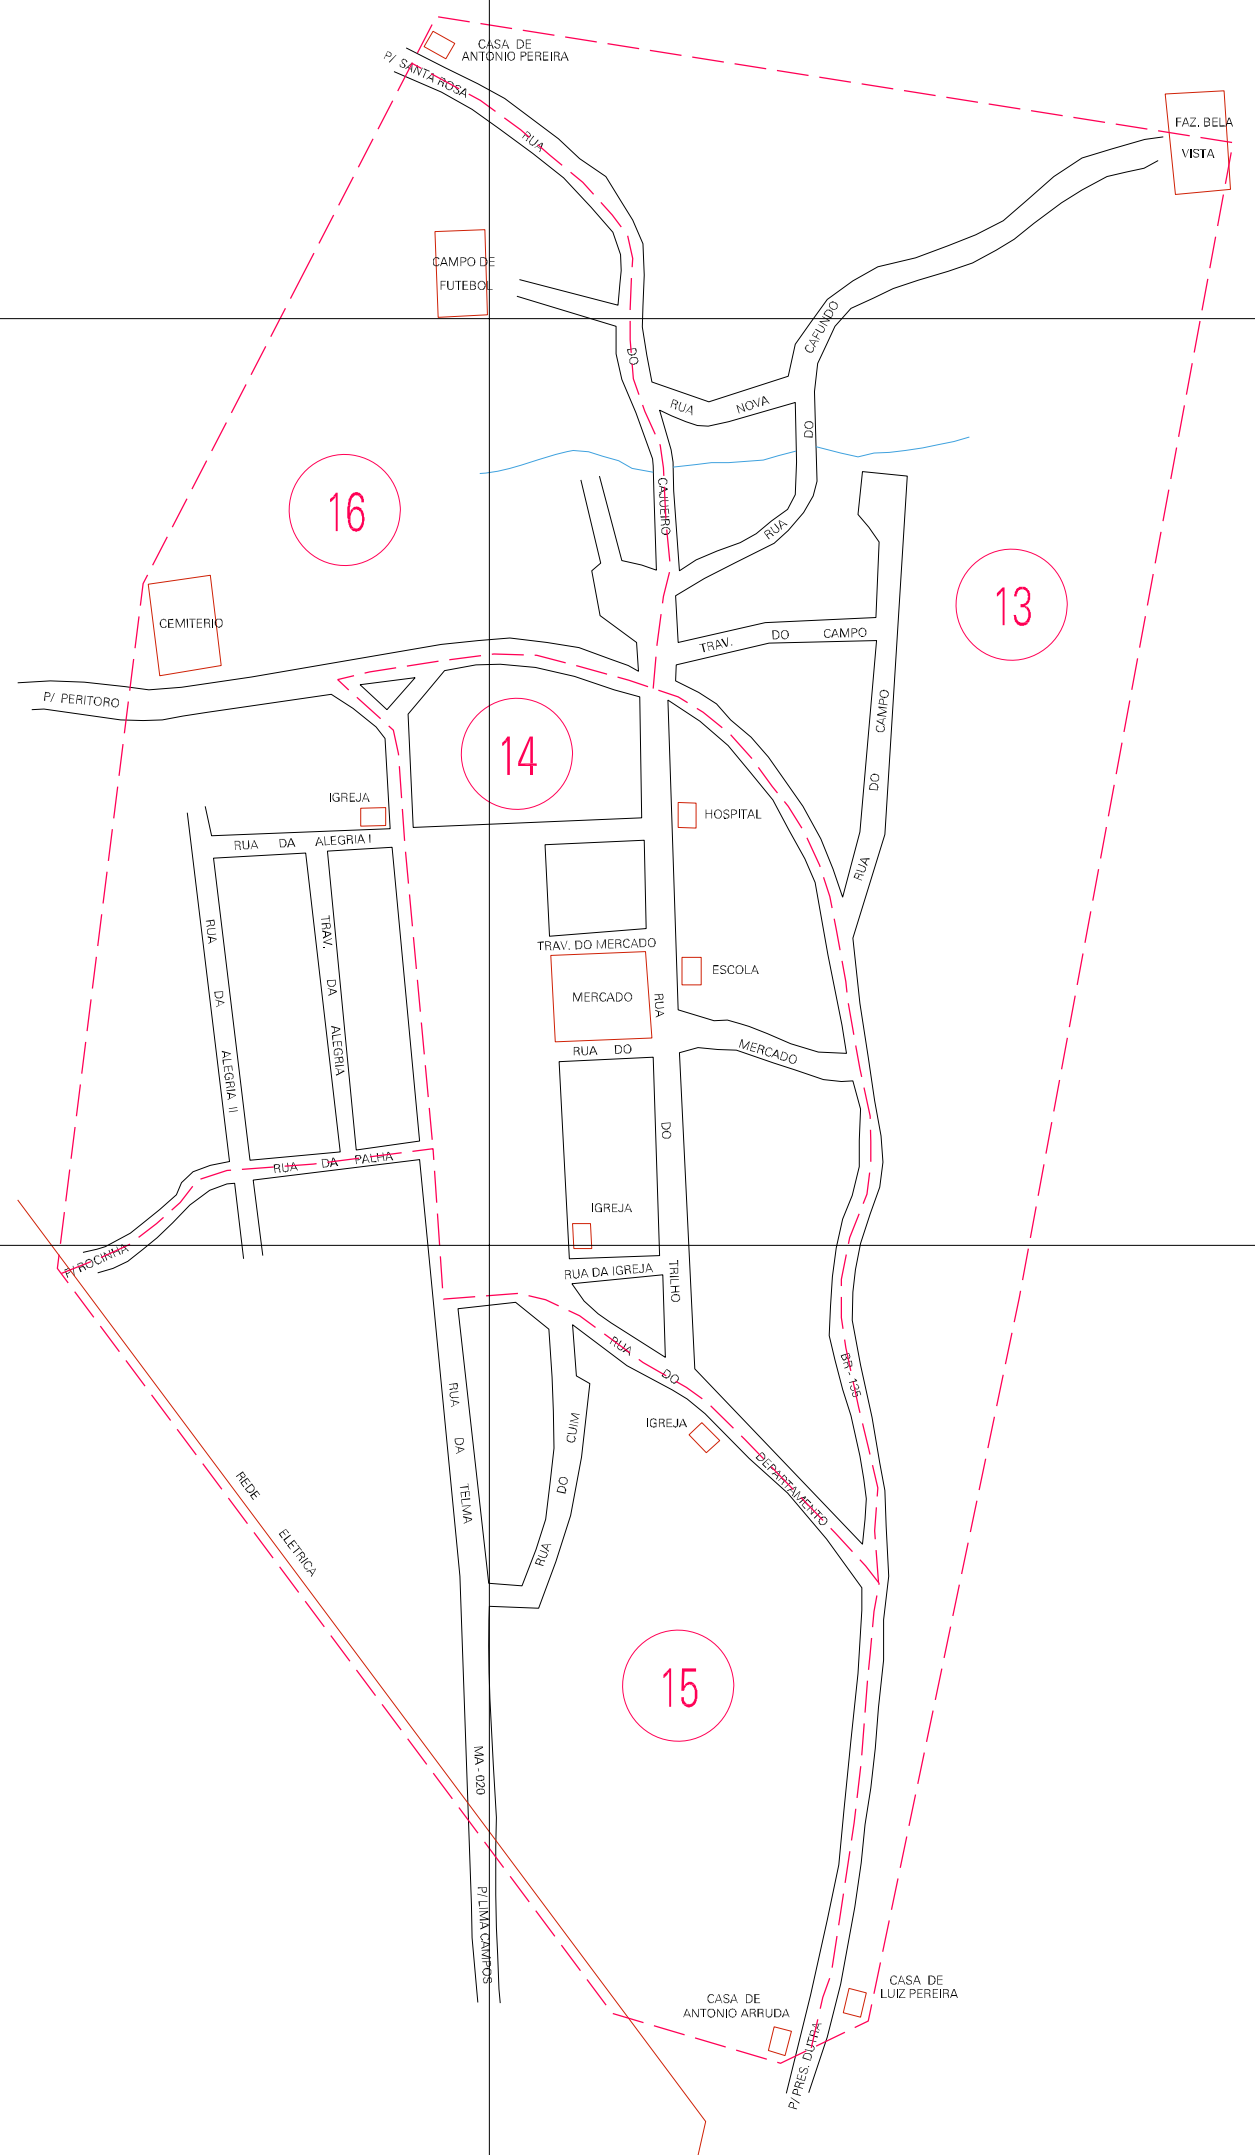 CASA DE
ANTONIO PEREIRA
P/ SANTA ROSA
RUA
FAZ. BELA
VISTA
CAMPO DE
FUTEBOL
CAFUNDO
DO
RUA
NOVA
DO
CAJUEIRO
RUA
16
13
CEMITERIO
TRAV.
DO
CAMPO
P/ PERITORO
CAMPO
14
DO
IGREJA
HOSPITAL
RUA
DA
ALEGRIA I
RUA
RUA
TRAV.
TRAV. DO MERCADO
ESCOLA
DA
DA
MERCADO
RUA
ALEGRIA
RUA
DO
MERCADO
ALEGRIA II
DO
RUA
DA
PALHA
IGREJA
P/ ROCINHA
RUA DA IGREJA
TRILHO
RUA
DO
BR - 135
RUA
DA
TELMA
CUIM
DO
RUA
IGREJA
DEPARTAMENTO
REDE
ELETRICA
15
MA - 020
P/ LIMA CAMPOS
CASA DE
LUIZ PEREIRA
CASA DE
ANTONIO ARRUDA
P/ PRES. DUTRA